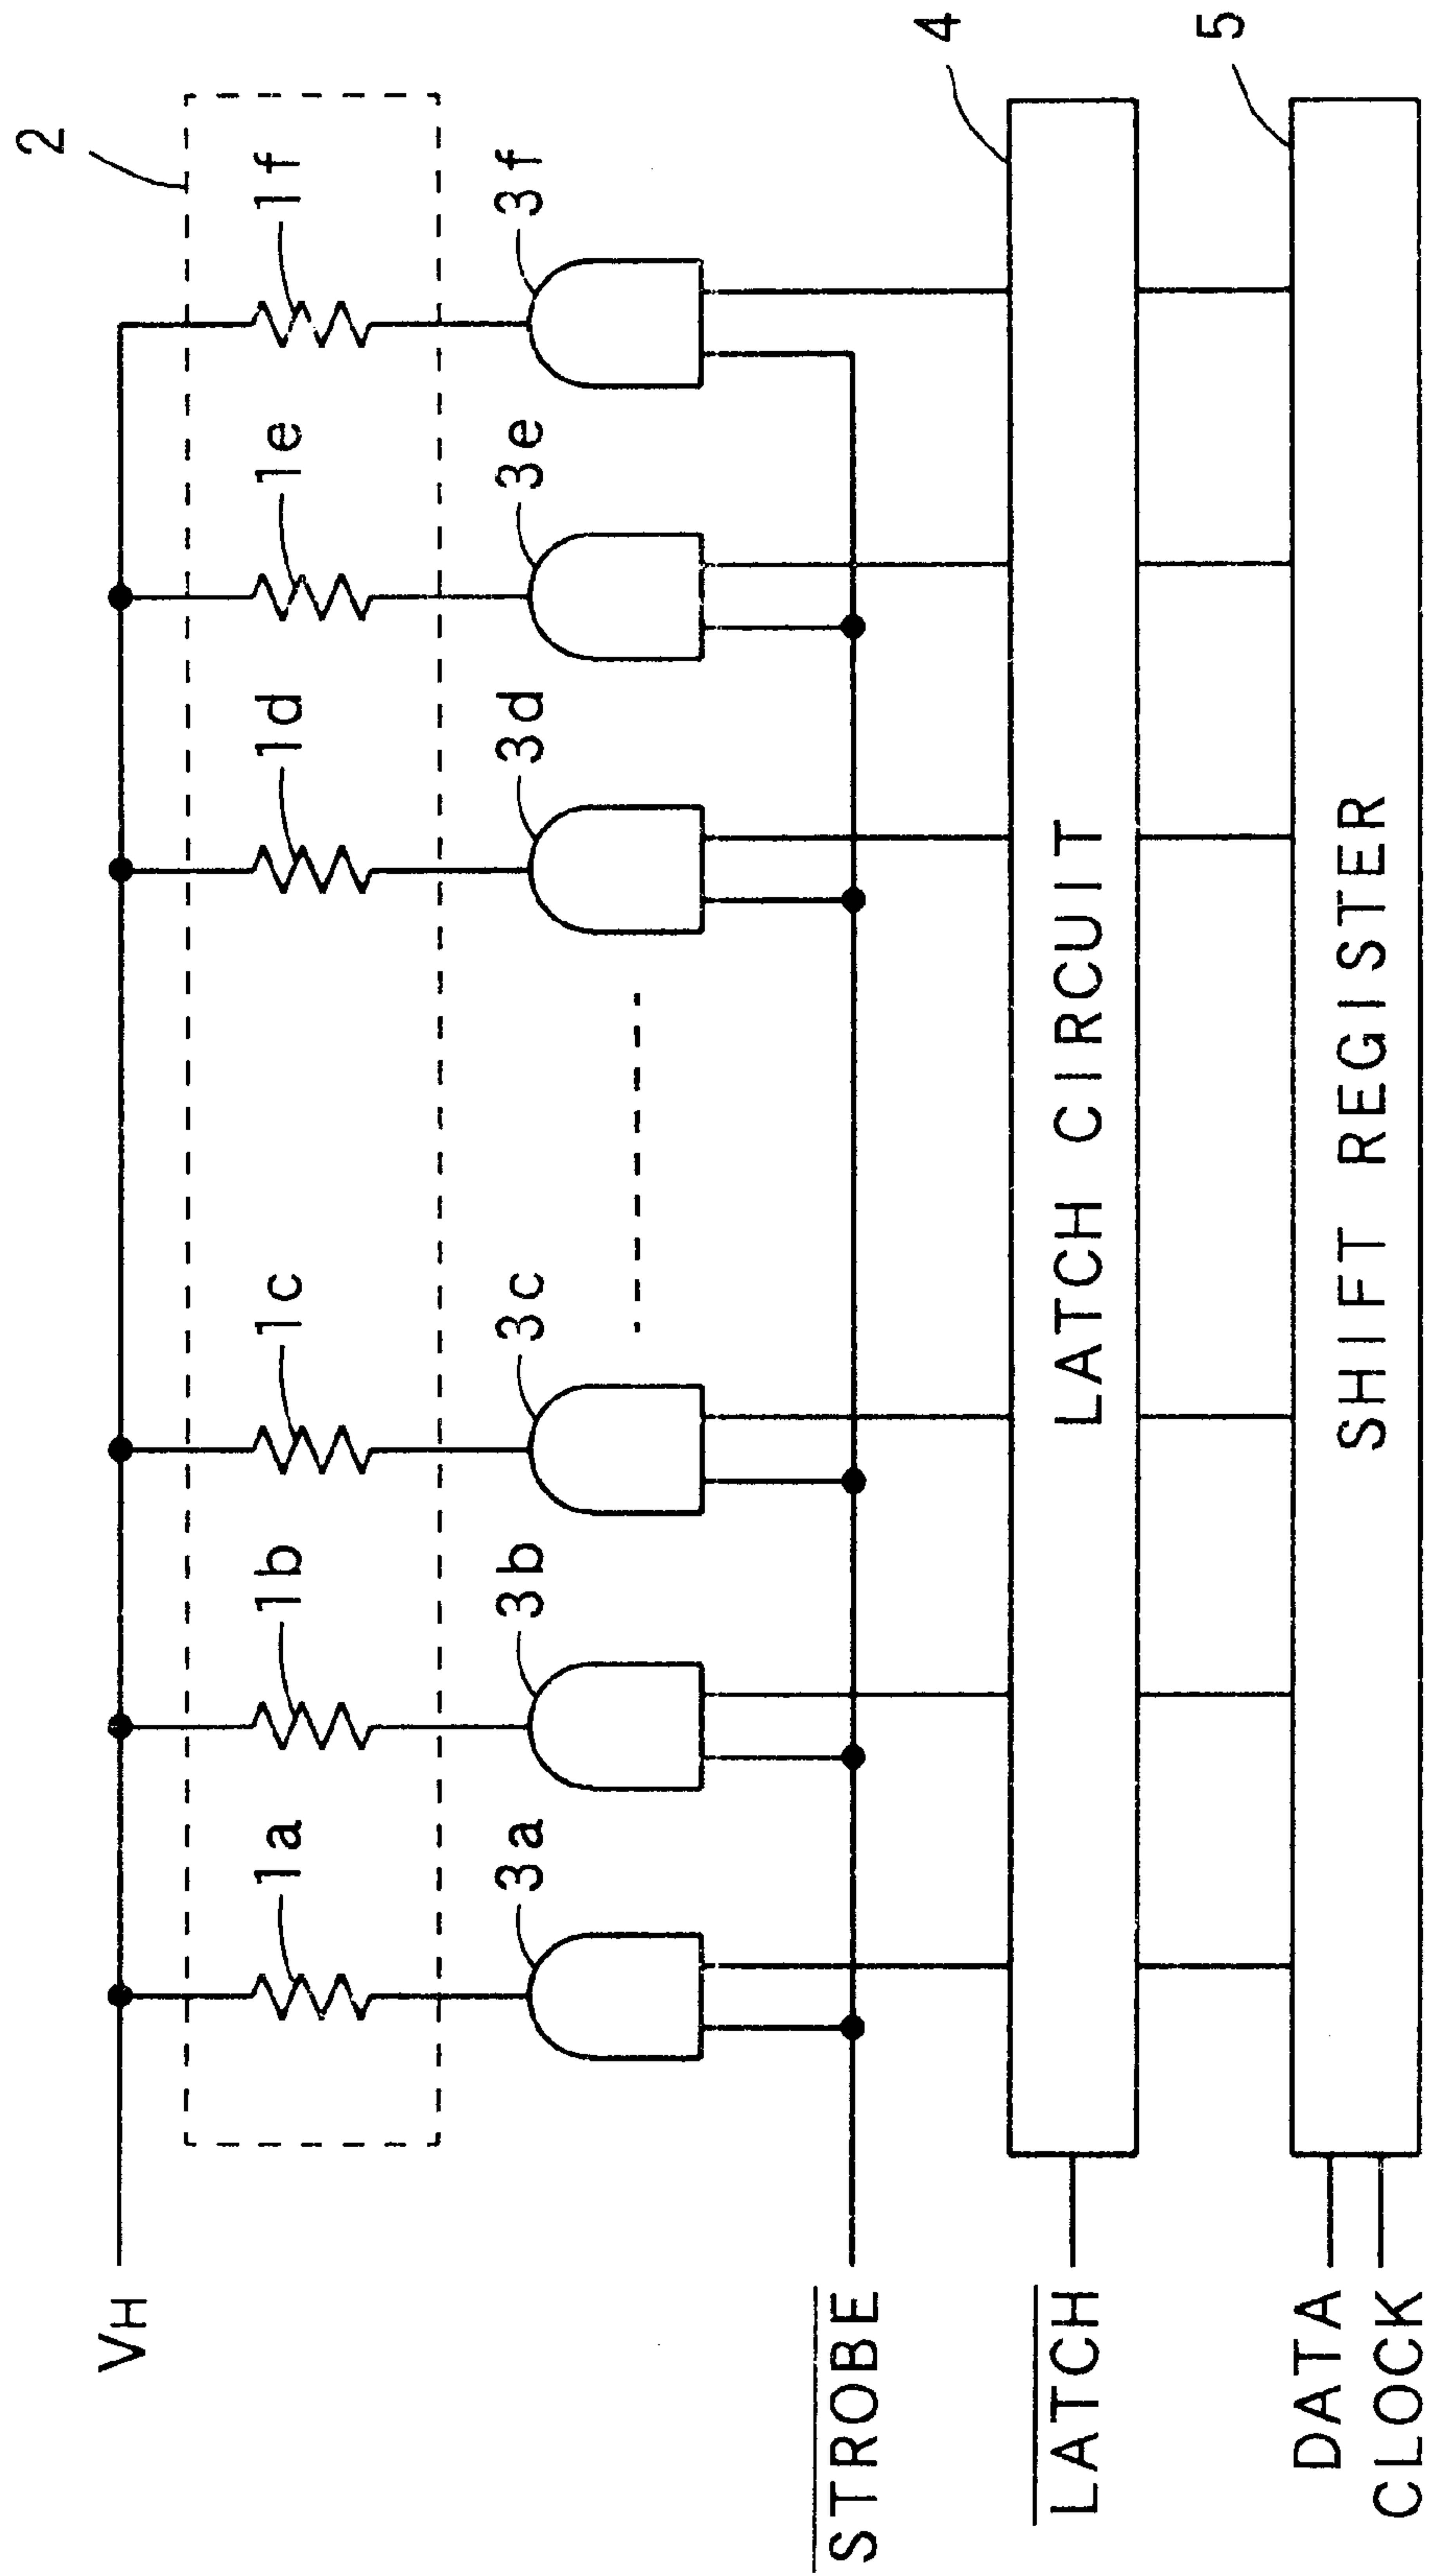 2
1a 1b 1c 1d 1e 1f
VH
3a 3b 3c 3d 3e 3f
STROBE
4
LATCH
LATCH CIRCUIT
5
DATA
CLOCK
SHIFT REGISTER